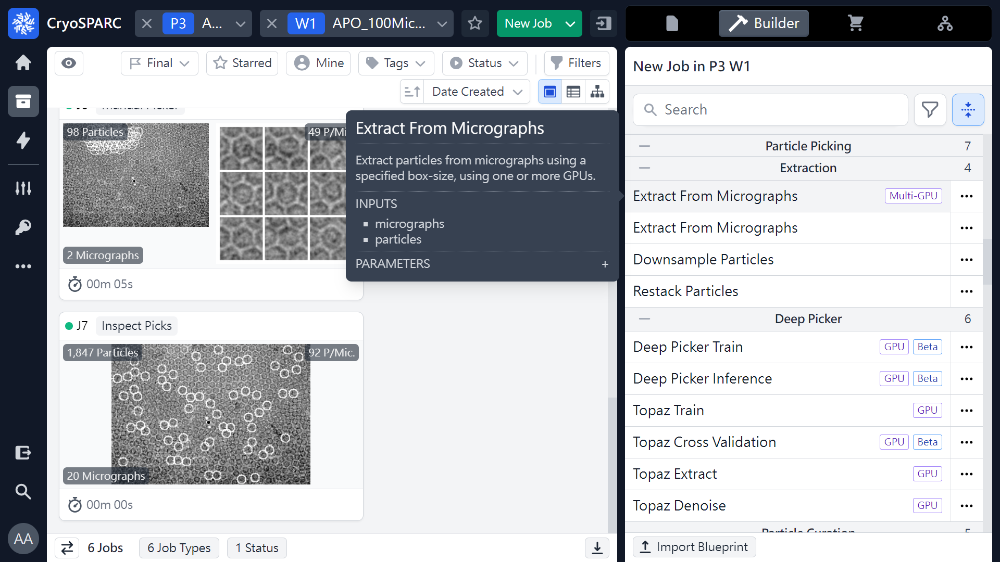 CryoSPARC
P3
A...
W1
APO_100Mic...
New Job
Builder
Final
Starred
Mine
Tags
Status
Filters
Date Created
Manual Picker
98 Particles
49 P/Mi
2 Micrographs
00m 05s
J7
Inspect Picks
1,847 Particles
92 P/Mic.
20 Micrographs
00m 00s
6 Jobs
6 Job Types
1 Status
Extract From Micrographs
Extract particles from micrographs using a
specified box-size, using one or more GPUs.
INPUTS
micrographs
particles
PARAMETERS
+
New Job in P3 W1
Search
Particle Picking
7
Extraction
4
Extract From Micrographs
Multi-GPU
Extract From Micrographs
Downsample Particles
Restack Particles
Deep Picker
6
Deep Picker Train
GPU
Beta
Deep Picker Inference
GPU
Beta
Topaz Train
GPU
Topaz Cross Validation
GPU
Beta
Topaz Extract
GPU
Topaz Denoise
GPU
Particle Curation
5
Import Blueprint
AA